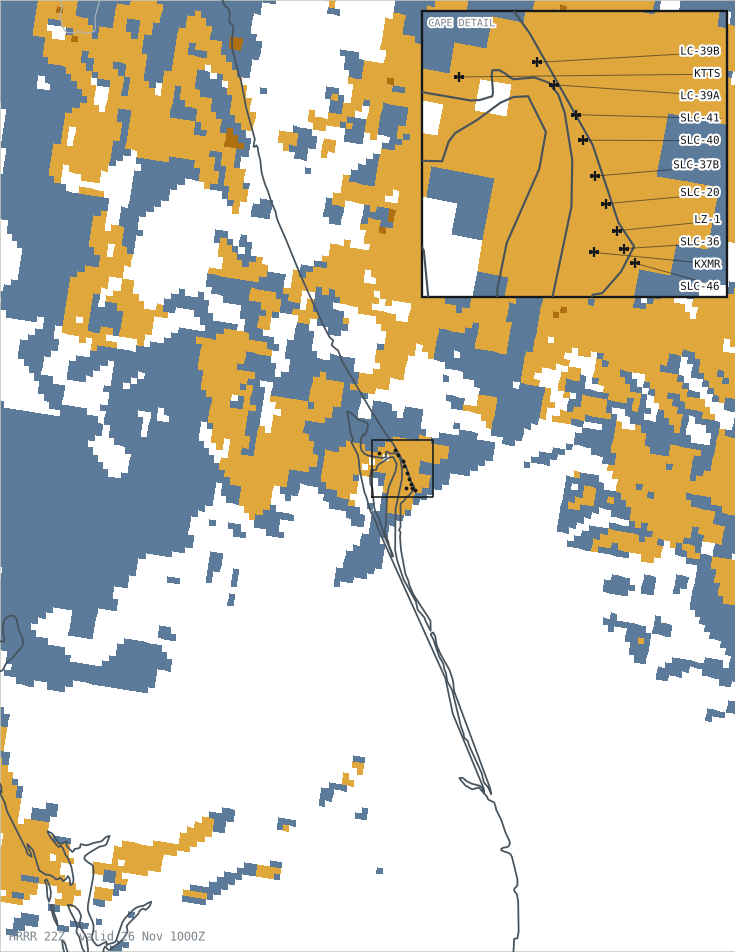 CAPE DETAIL
LC-39B
KTTS
LC-39A
SLC-41
SLC-40
SLC-37B
SLC-20
LZ-1
SLC-36
KXMR
SLC-46
HRRR 22Z  valid 26 Nov 1000Z